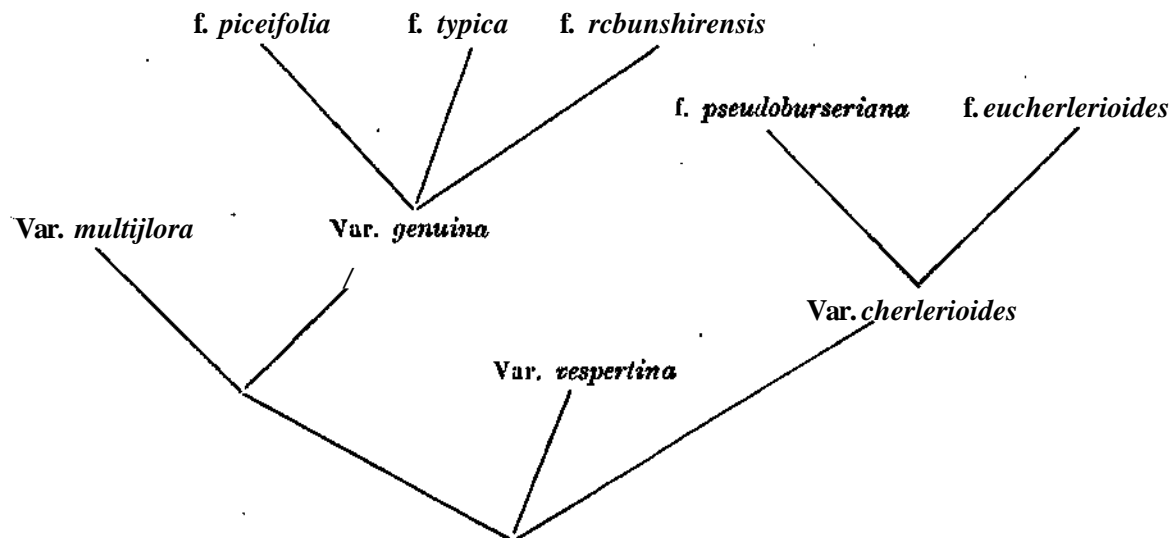 f. piceifolia f. typica f. rcbunshirensis
f. pseudoburseriana f. eucherlerioides
Var. multijlora Var. genuina
Var. cherlerioides
Var. vespertina